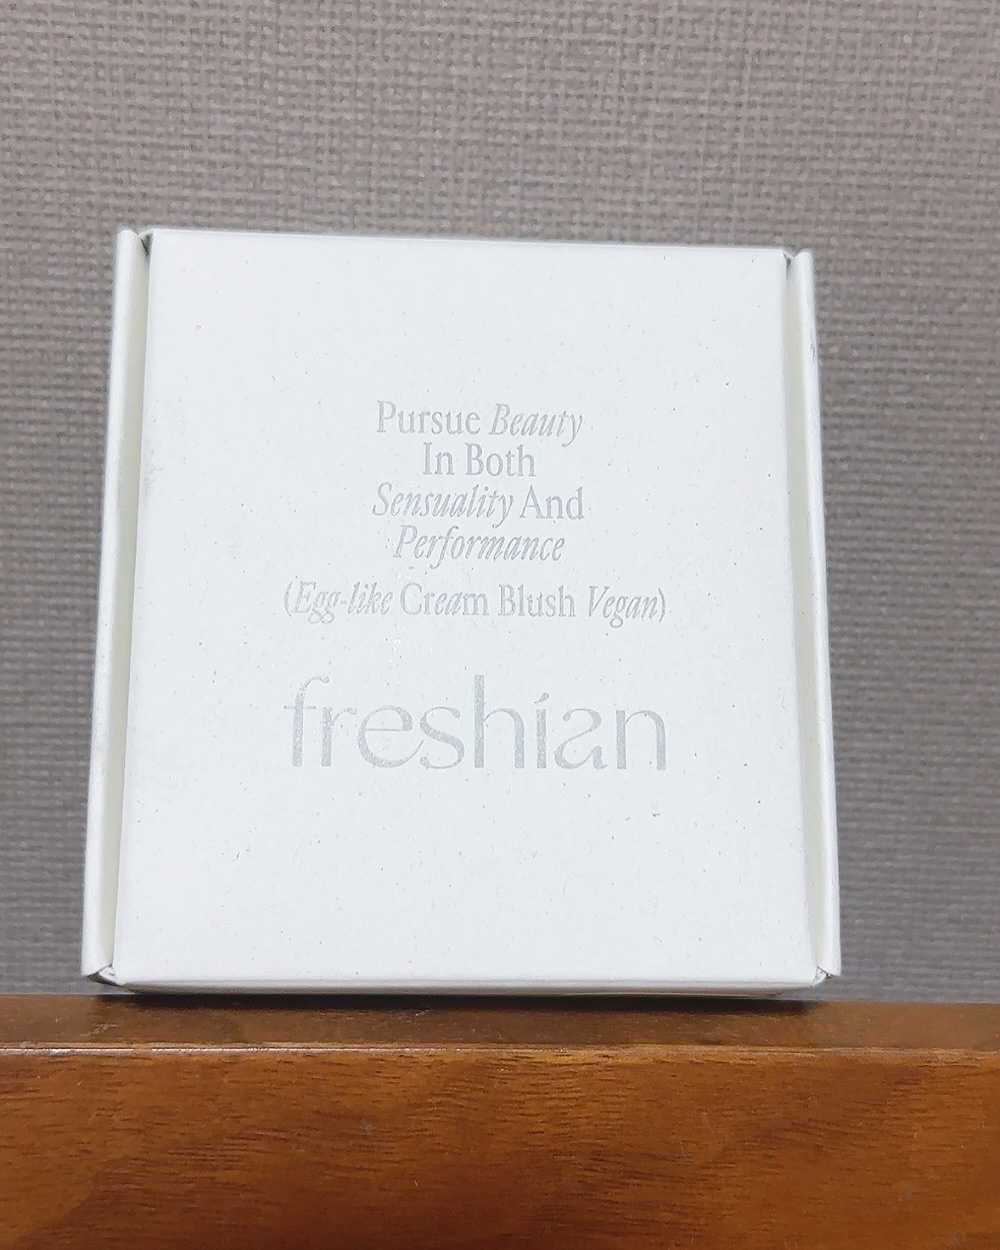 Pursue Beauty
In Both
Sensuality And
Performance
(Egg-like Cream Blush Vegan)
freshian